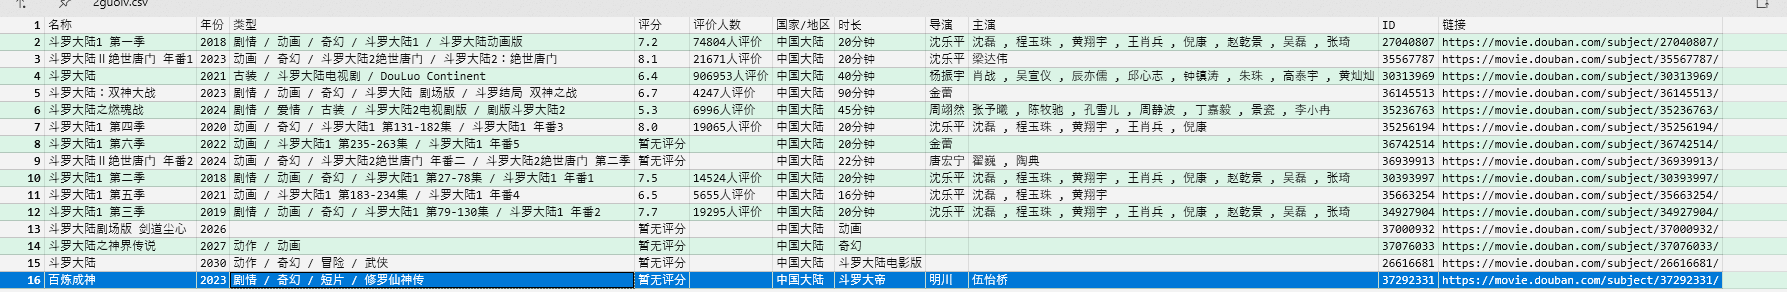 2guolv.csv
1 名称 年份 类型 评分 评价人数 国家/地区 时长 导演 主演 ID 链接
2 斗罗大陆1 第一季 2018 剧情 / 动画 / 奇幻 / 斗罗大陆1 / 斗罗大陆动画版 7.2 74804人评价 中国大陆 20分钟 沈乐平 沈磊 , 程玉珠 , 黄翔宇 , 王肖兵 , 倪康 , 赵乾景 , 吴磊 , 张琦 27040807 https://movie.douban.com/subject/27040807/
3 斗罗大陆Ⅱ绝世唐门 年番1 2023 动画 / 奇幻 / 斗罗大陆2绝世唐门 / 斗罗大陆2：绝世唐门 8.1 21671人评价 中国大陆 20分钟 沈乐平 梁达伟 35567787 https://movie.douban.com/subject/35567787/
4 斗罗大陆 2021 古装 / 斗罗大陆电视剧 / DouLuo Continent 6.4 906953人评价 中国大陆 40分钟 杨振宇 肖战 , 吴宣仪 , 辰亦儒 , 邱心志 , 钟镇涛 , 朱珠 , 高泰宇 , 黄灿灿 30313969 https://movie.douban.com/subject/30313969/
5 斗罗大陆：双神大战 2023 剧情 / 动画 / 奇幻 / 斗罗大陆 剧场版 / 斗罗结局 双神之战 6.7 4247人评价 中国大陆 90分钟 金蕾 36145513 https://movie.douban.com/subject/36145513/
6 斗罗大陆之燃魂战 2024 剧情 / 爱情 / 古装 / 斗罗大陆2电视剧版 / 剧版斗罗大陆2 5.3 6996人评价 中国大陆 45分钟 周翊然 张予曦 , 陈牧驰 , 孔雪儿 , 周静波 , 丁嘉毅 , 景瓷 , 李小冉 35236763 https://movie.douban.com/subject/35236763/
7 斗罗大陆1 第四季 2020 动画 / 奇幻 / 斗罗大陆1 第131-182集 / 斗罗大陆1 年番3 8.0 19065人评价 中国大陆 20分钟 沈乐平 沈磊 , 程玉珠 , 黄翔宇 , 王肖兵 , 倪康 35256194 https://movie.douban.com/subject/35256194/
8 斗罗大陆1 第六季 2022 动画 / 斗罗大陆1 第235-263集 / 斗罗大陆1 年番5 暂无评分 中国大陆 20分钟 金蕾 36742514 https://movie.douban.com/subject/36742514/
9 斗罗大陆Ⅱ绝世唐门 年番2 2024 动画 / 奇幻 / 斗罗大陆2绝世唐门 年番二 / 斗罗大陆2绝世唐门 第二季 暂无评分 中国大陆 22分钟 唐宏宁 翟巍 , 陶典 36939913 https://movie.douban.com/subject/36939913/
10 斗罗大陆1 第二季 2018 剧情 / 动画 / 奇幻 / 斗罗大陆1 第27-78集 / 斗罗大陆1 年番1 7.5 14524人评价 中国大陆 20分钟 沈乐平 沈磊 , 程玉珠 , 黄翔宇 , 王肖兵 , 倪康 , 赵乾景 , 吴磊 , 张琦 30393997 https://movie.douban.com/subject/30393997/
11 斗罗大陆1 第五季 2021 动画 / 斗罗大陆1 第183-234集 / 斗罗大陆1 年番4 6.5 5655人评价 中国大陆 16分钟 沈乐平 沈磊 , 程玉珠 , 黄翔宇 35663254 https://movie.douban.com/subject/35663254/
12 斗罗大陆1 第三季 2019 剧情 / 动画 / 奇幻 / 斗罗大陆1 第79-130集 / 斗罗大陆1 年番2 7.7 19295人评价 中国大陆 20分钟 沈乐平 沈磊 , 程玉珠 , 黄翔宇 , 王肖兵 , 倪康 , 赵乾景 , 吴磊 , 张琦 34927904 https://movie.douban.com/subject/34927904/
13 斗罗大陆剧场版 剑道尘心 2026 暂无评分 中国大陆 动画 37000932 https://movie.douban.com/subject/37000932/
14 斗罗大陆之神界传说 2027 动作 / 动画 暂无评分 中国大陆 奇幻 37076033 https://movie.douban.com/subject/37076033/
15 斗罗大陆 2030 动作 / 奇幻 / 冒险 / 武侠 暂无评分 中国大陆 斗罗大陆电影版 26616681 https://movie.douban.com/subject/26616681/
16 百炼成神 2023 剧情 / 奇幻 / 短片 / 修罗仙神传 暂无评分 中国大陆 斗罗大帝 明川 伍怡桥 37292331 https://movie.douban.com/subject/37292331/